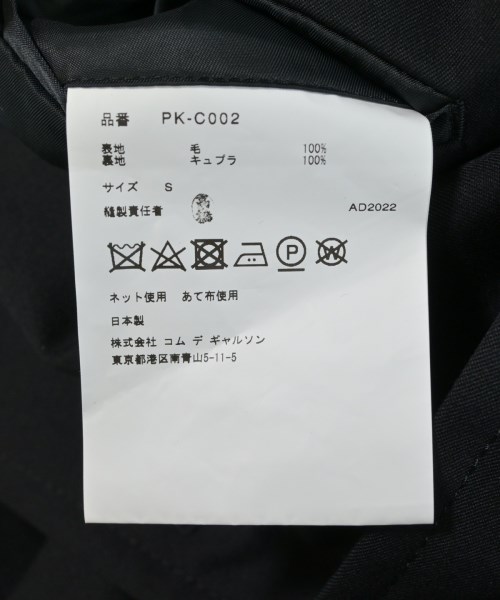 品番 PK-C002
表地 毛 100%
裏地 キュプラ 100%
サイズ S
縫製責任者 AD2022
P W
ネット使用 あて布使用
日本製
株式会社 コム デ ギャルソン
東京都港区南青山5-11-5